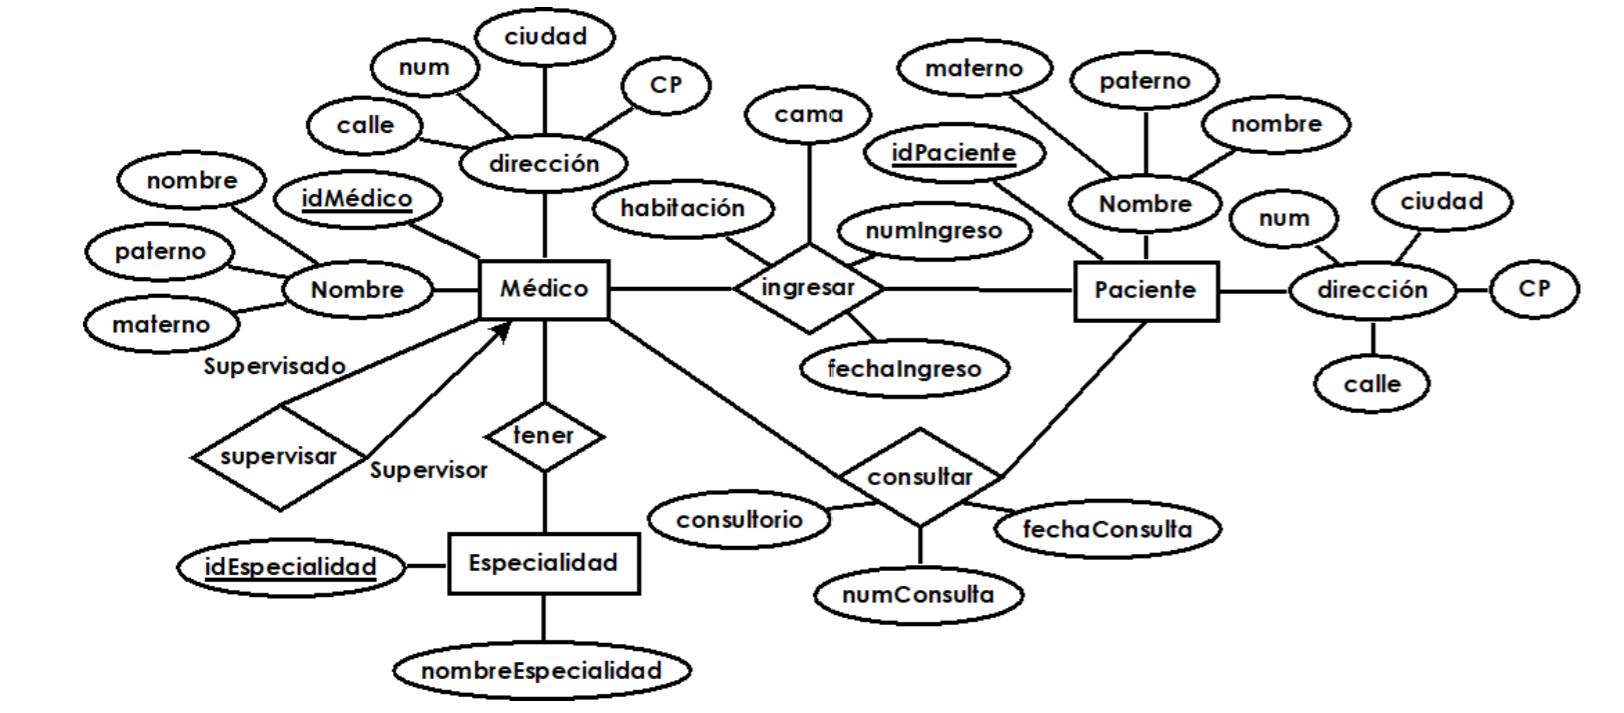 ciudad
num
CP
calle
dirección
nombre
idMédico
paterno
Nombre
materno
Médico
habitación
cama
numIngreso
ingresar
fechaIngreso
idPaciente
materno
paterno
nombre
Nombre
Paciente
num
ciudad
dirección
CP
calle
Supervisado
supervisar
Supervisor
tener
consultar
consultorio
fechaConsulta
numConsulta
idEspecialidad
Especialidad
nombreEspecialidad